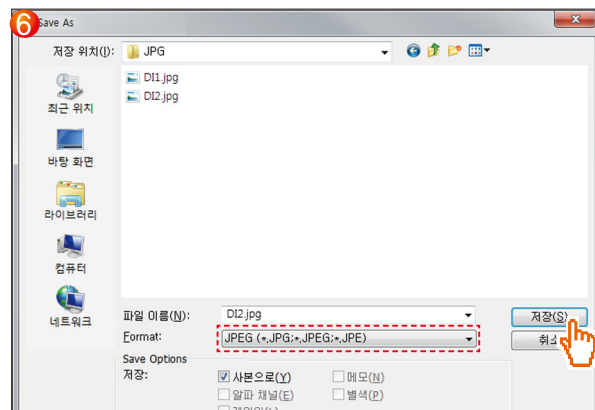 6
Save As
저장 위치(I):
JPG
DI1.jpg
DI2.jpg
최근 위치
바탕 화면
라이브러리
컴퓨터
네트워크
파일 이름(N):
DI2.jpg
저장(S)
Format:
JPEG (*.JPG;*.JPEG;*.JPE)
취소
Save Options
저장:
사본으로(Y)
메모(N)
알파 채널(E)
별색(P)